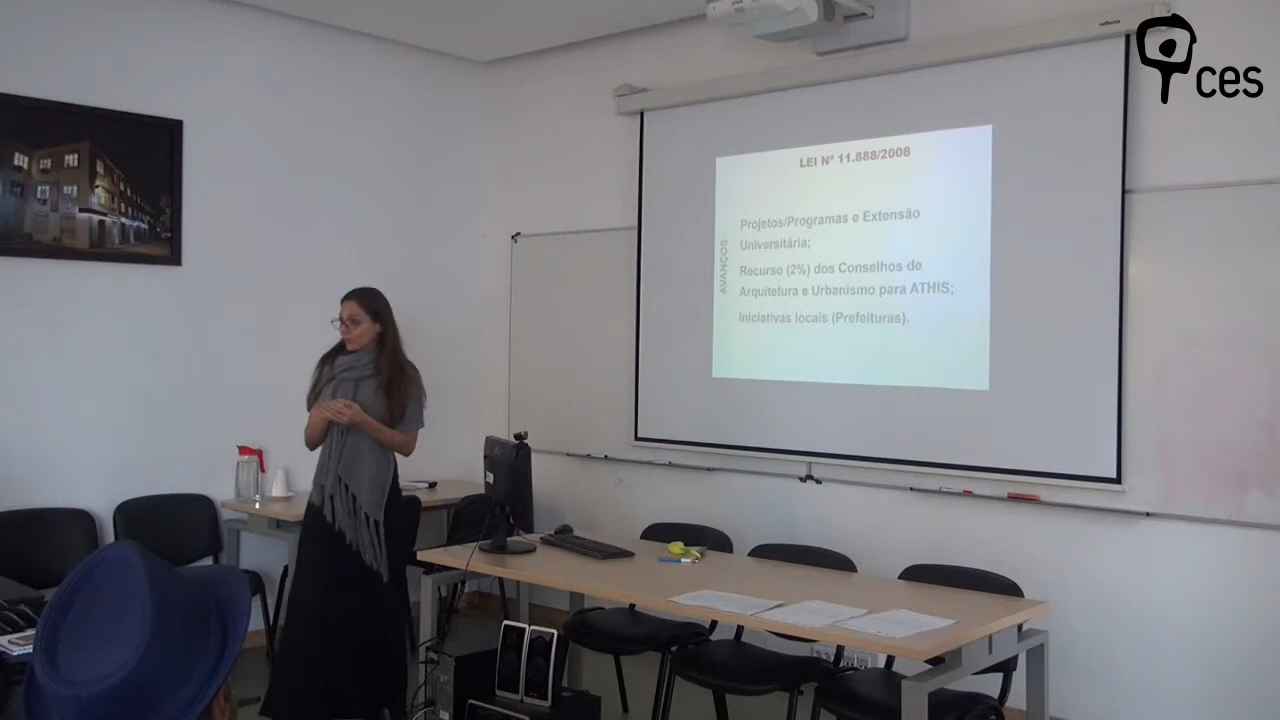 ces
LEI Nº 11.888/2008
AVANÇOS
Projetos/Programas e Extensão
Universitária;
Recurso (2%) dos Conselhos de
Arquitetura e Urbanismo para ATHIS;
Iniciativas locais (Prefeituras).